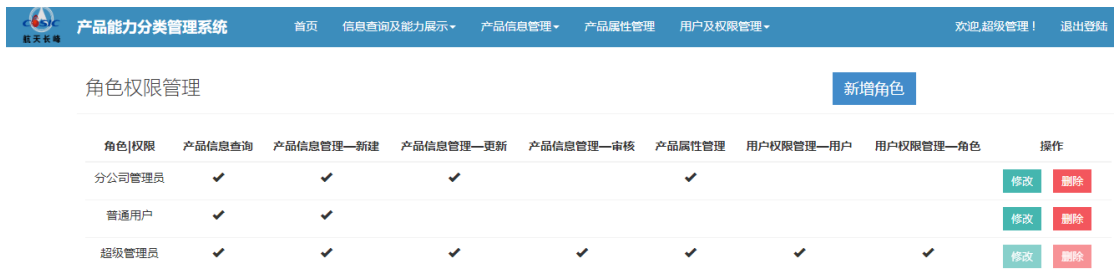 COSIC 产品能力分类管理系统 首页 信息查询及能力展示 产品信息管理 产品属性管理 用户及权限管理 欢迎,超级管理! 退出登陆
航天长峰
角色权限管理 新增角色
角色|权限 产品信息查询 产品信息管理—新建 产品信息管理—更新 产品信息管理—审核 产品属性管理 用户权限管理—用户 用户权限管理—角色 操作
分公司管理员 ✔ ✔ ✔ ✔ 修改 删除
普通用户 ✔ ✔ 修改 删除
超级管理员 ✔ ✔ ✔ ✔ ✔ ✔ ✔ 修改 删除